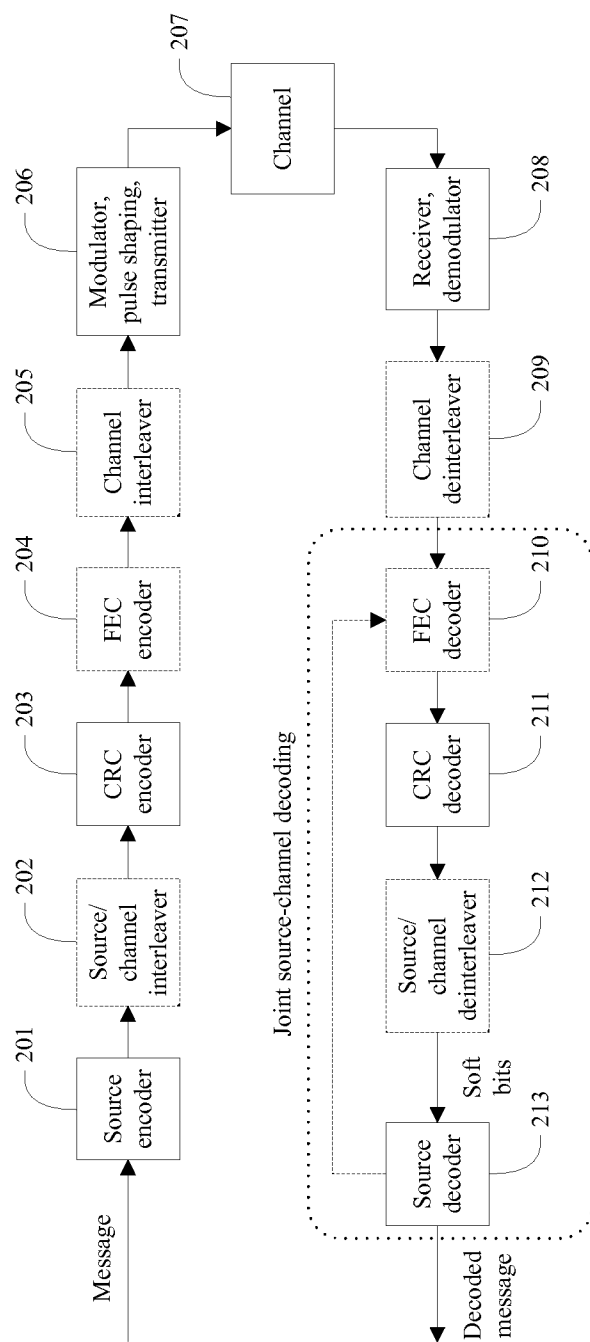 Message
201
Source
encoder
202
Source/
channel
interleaver
203
CRC
encoder
204
FEC
encoder
205
Channel
interleaver
206
Modulator,
pulse shaping,
transmitter
207
Channel
Joint source-channel decoding
Decoded
message
Source
decoder
213
Soft
bits
Source/
channel
deinterleaver
212
CRC
decoder
211
FEC
decoder
210
Channel
deinterleaver
209
Receiver,
demodulator
208